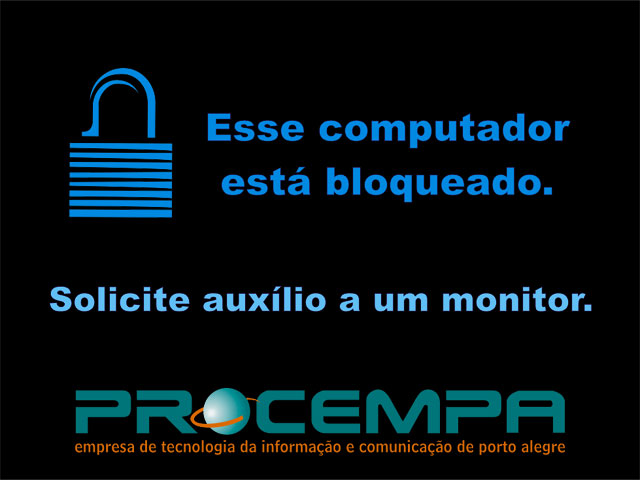 Esse computador
está bloqueado.
Solicite auxílio a um monitor.
PROCEMPA
empresa de tecnologia da informação e comunicação de porto alegre